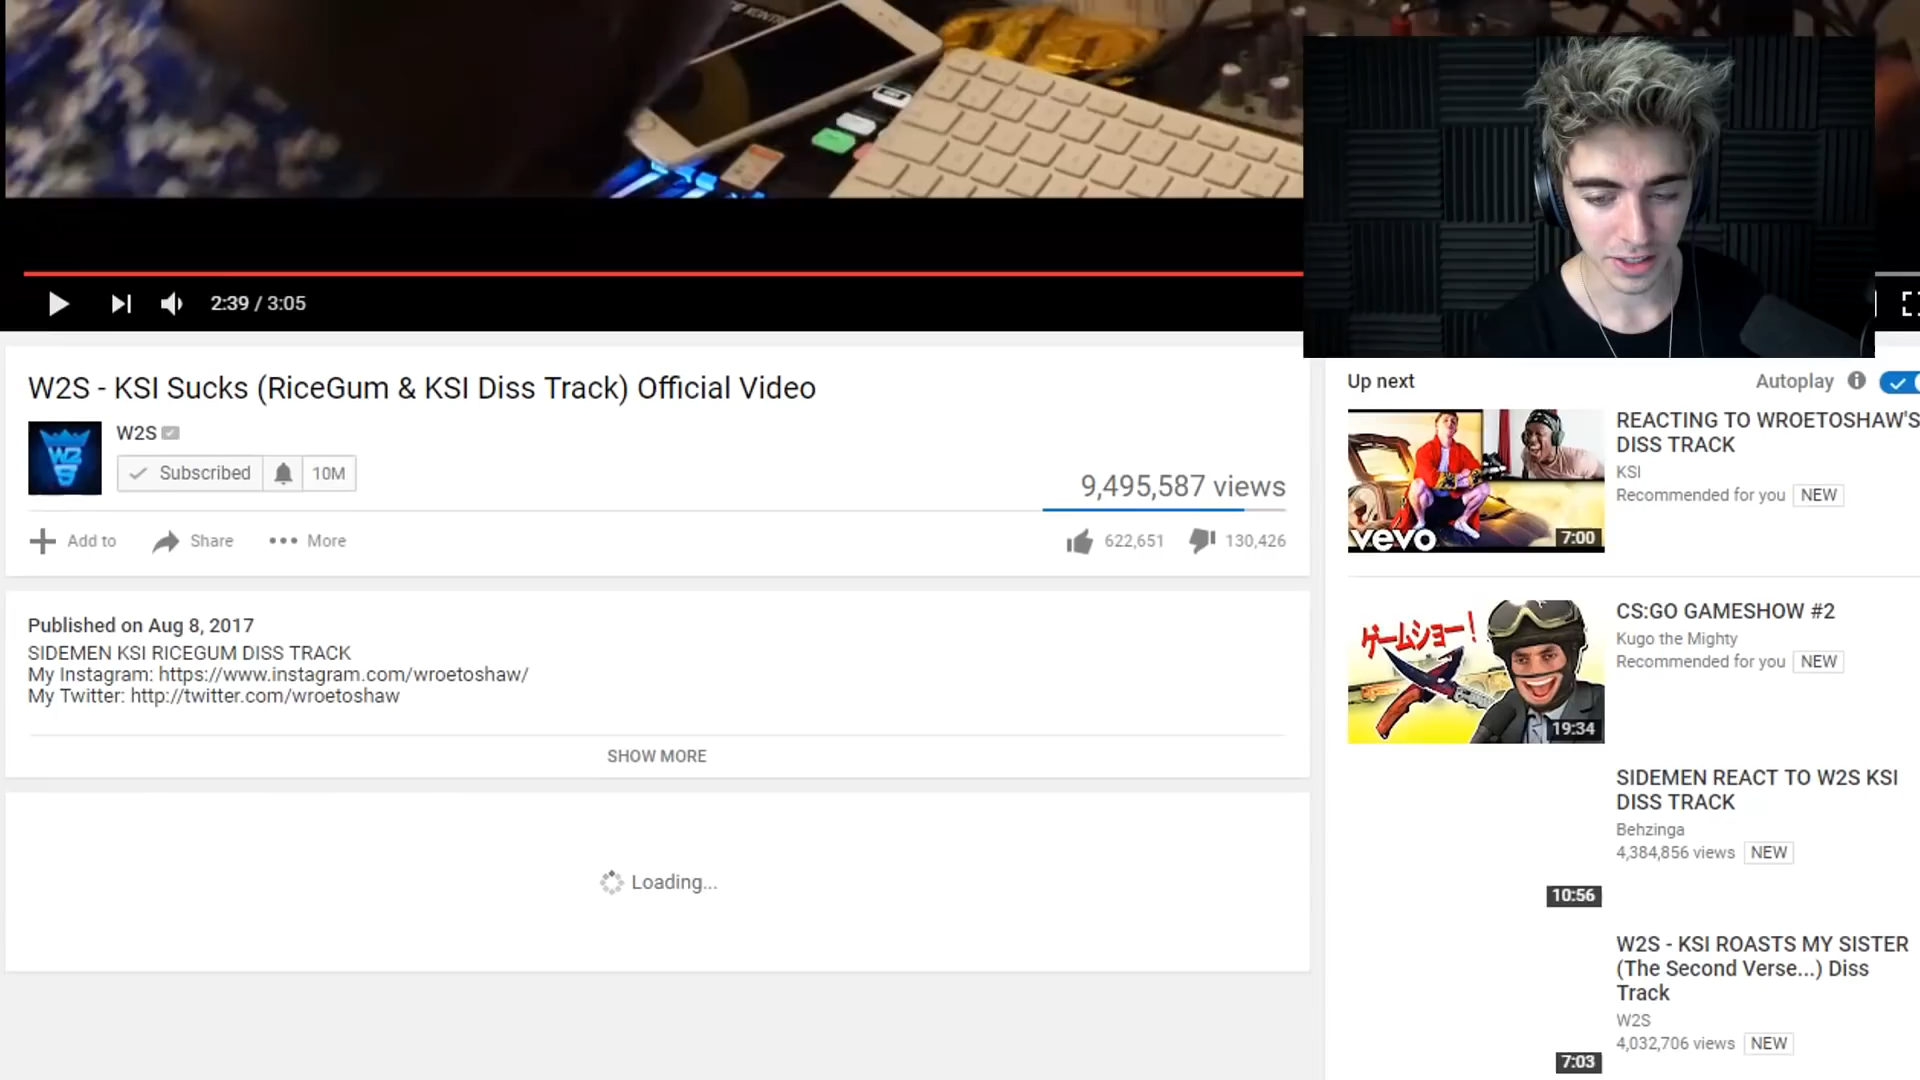 2:39 / 3:05
W2S - KSI Sucks (RiceGum & KSI Diss Track) Official Video
W2S
W2S
Subscribed
10M
9,495,587 views
Add to
Share
More
622,651
130,426
Published on Aug 8, 2017
SIDEMEN KSI RICEGUM DISS TRACK
My Instagram: https://www.instagram.com/wroetoshaw/
My Twitter: http://twitter.com/wroetoshaw
SHOW MORE
Loading...
Up next
Autoplay
vevo
7:00
REACTING TO WROETOSHAW'S
DISS TRACK
KSI
Recommended for you NEW
ゲームショー!
19:34
CS:GO GAMESHOW #2
Kugo the Mighty
Recommended for you NEW
10:56
SIDEMEN REACT TO W2S KSI
DISS TRACK
Behzinga
4,384,856 views NEW
7:03
W2S - KSI ROASTS MY SISTER
(The Second Verse...) Diss
Track
W2S
4,032,706 views NEW